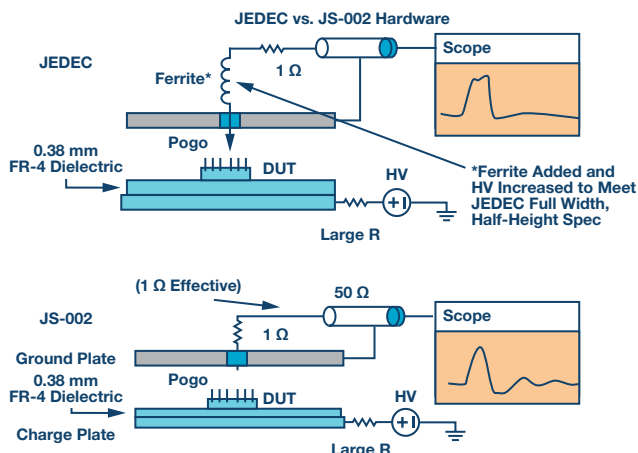 JEDEC vs. JS-002 Hardware
JEDEC
Ferrite*
1 Ω
Scope
Pogo
0.38 mm
FR-4 Dielectric
DUT
HV
Large R
*Ferrite Added and
HV Increased to Meet
JEDEC Full Width,
Half-Height Spec
(1 Ω Effective)
50 Ω
JS-002
1 Ω
Scope
Ground Plate
Pogo
0.38 mm
FR-4 Dielectric
DUT
HV
Charge Plate
Large R